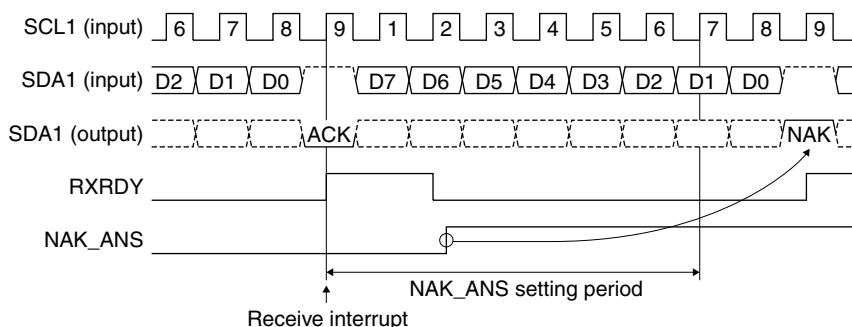 SCL1 (input) 6 7 8 9 1 2 3 4 5 6 7 8 9
SDA1 (input) D2 D1 D0 D7 D6 D5 D4 D3 D2 D1 D0
SDA1 (output) ACK NAK
RXRDY
NAK_ANS
NAK_ANS setting period
Receive interrupt